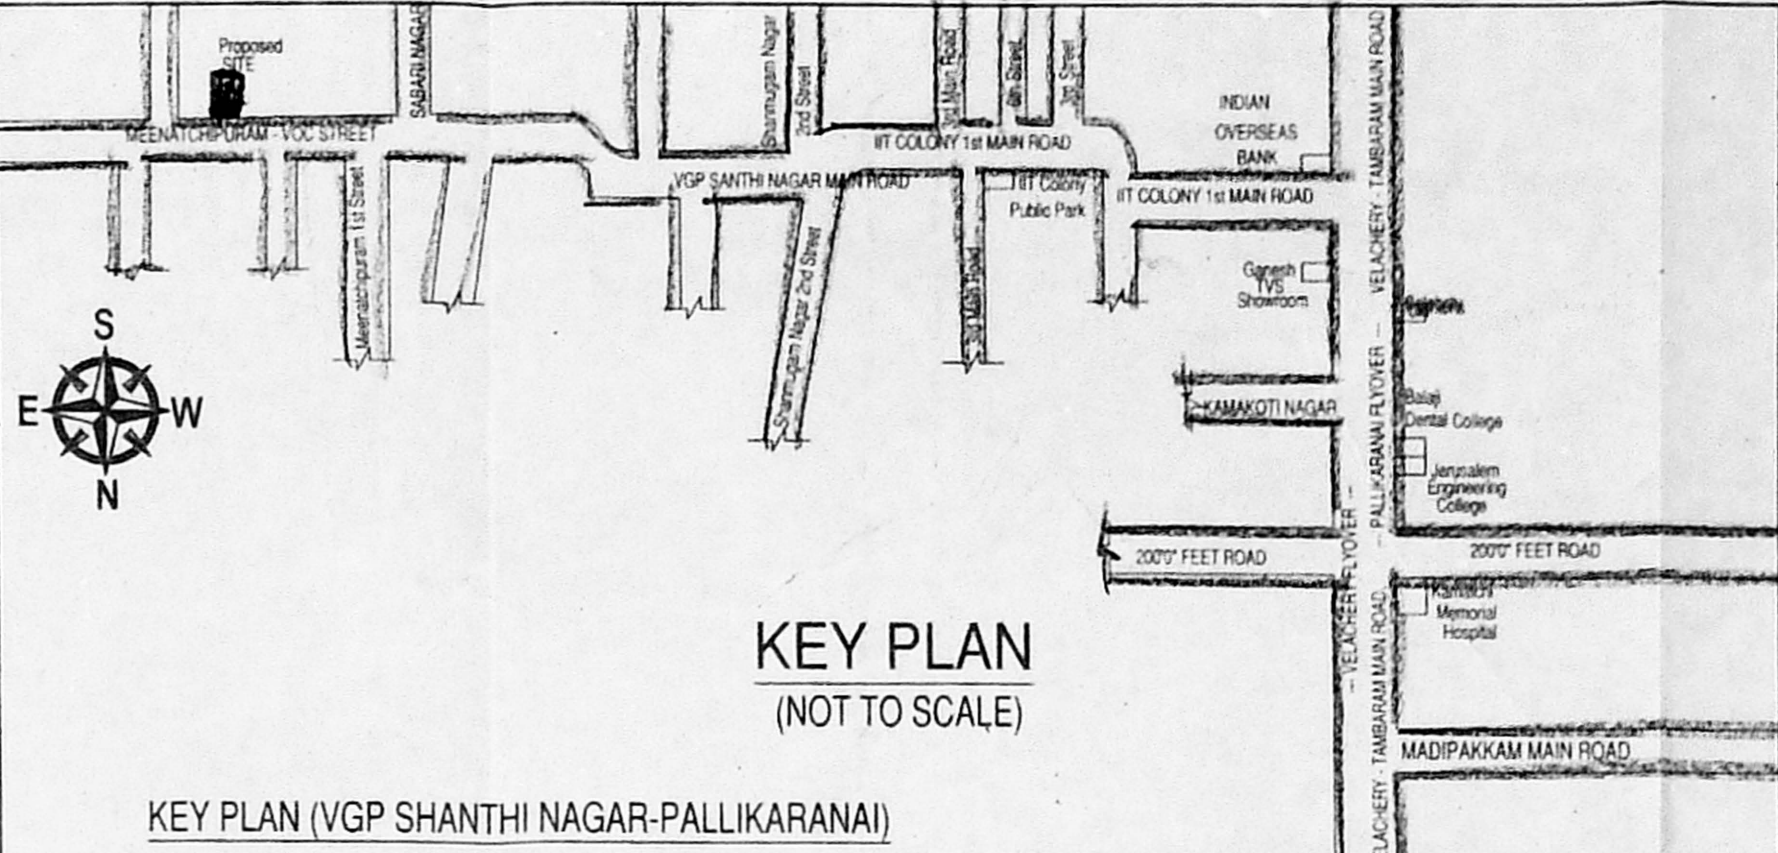 Proposed
SITE
SABARI NAGAR
Shanmugam Nagar
2nd Street
3rd Main Road
6th Street
3rd Street
INDIAN
OVERSEAS
BANK
VELACHERY - TAMBARAM MAIN ROAD
MEENATCHIPURAM - VOC STREET
IIT COLONY 1st MAIN ROAD
VGP SANTHI NAGAR MAIN ROAD
IIT Colony
Public Park
IIT COLONY 1st MAIN ROAD
Meenatchipuram 1st Street
Shanmugam Nagar 2nd Street
3rd Main Road
Ganesh
TVS
Showroom
S
E
W
N
KAMAKOTI NAGAR
PALLIKARANAI FLYOVER
Balaji
Dental College
Jerusalem
Engineering
College
200'0" FEET ROAD
200'0" FEET ROAD
VELACHERY FLYOVER
Kamatchi
Memorial
Hospital
TAMBARAM MAIN ROAD
MADIPAKKAM MAIN ROAD
KEY PLAN
(NOT TO SCALE)
KEY PLAN (VGP SHANTHI NAGAR-PALLIKARANAI)